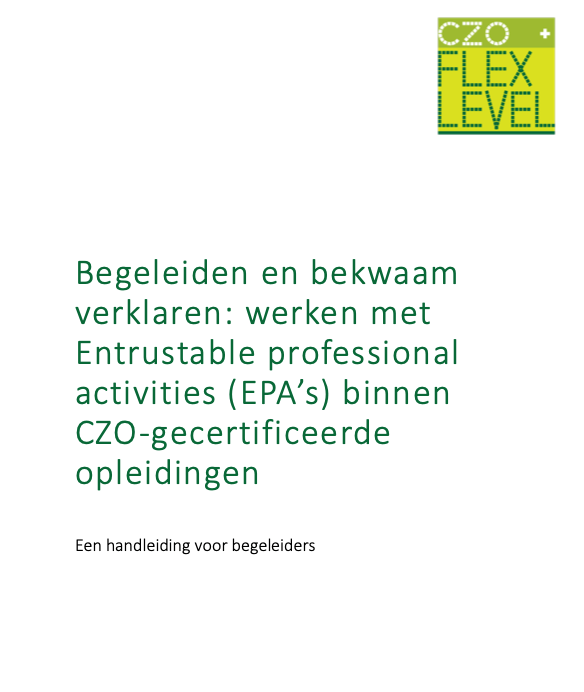 CZO +
FLEX
LEVEL
Begeleiden en bekwaam
verklaren: werken met
Entrustable professional
activities (EPA’s) binnen
CZO-gecertificeerde
opleidingen
Een handleiding voor begeleiders